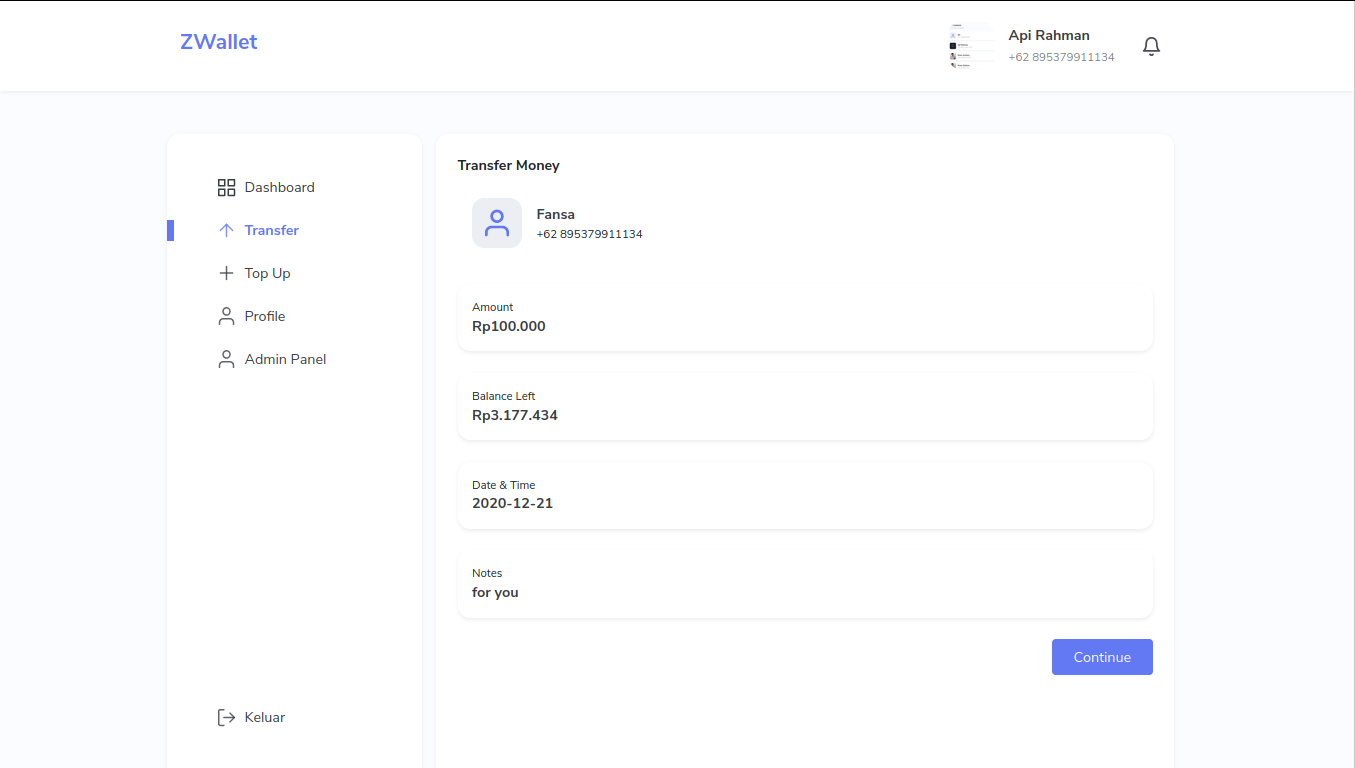 ZWallet
Api Rahman
+62 895379911134
Dashboard
Transfer
Top Up
Profile
Admin Panel
Keluar
Transfer Money
Fansa
+62 895379911134
Amount
Rp100.000
Balance Left
Rp3.177.434
Date & Time
2020-12-21
Notes
for you
Continue